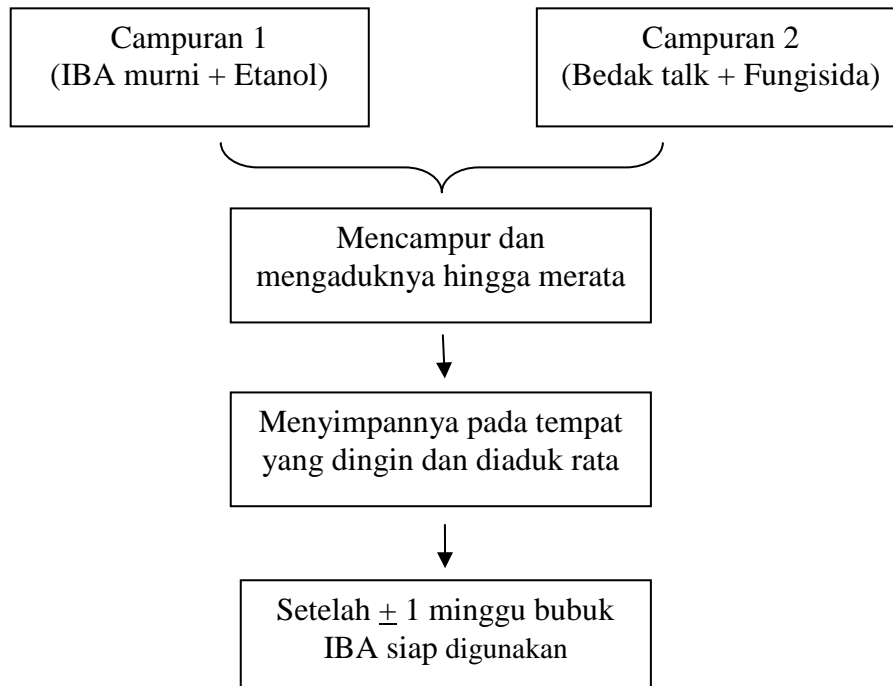 Campuran 1
(IBA murni + Etanol)
Campuran 2
(Bedak talk + Fungisida)
Mencampur dan
mengaduknya hingga merata
Menyimpannya pada tempat
yang dingin dan diaduk rata
Setelah ± 1 minggu bubuk
IBA siap digunakan